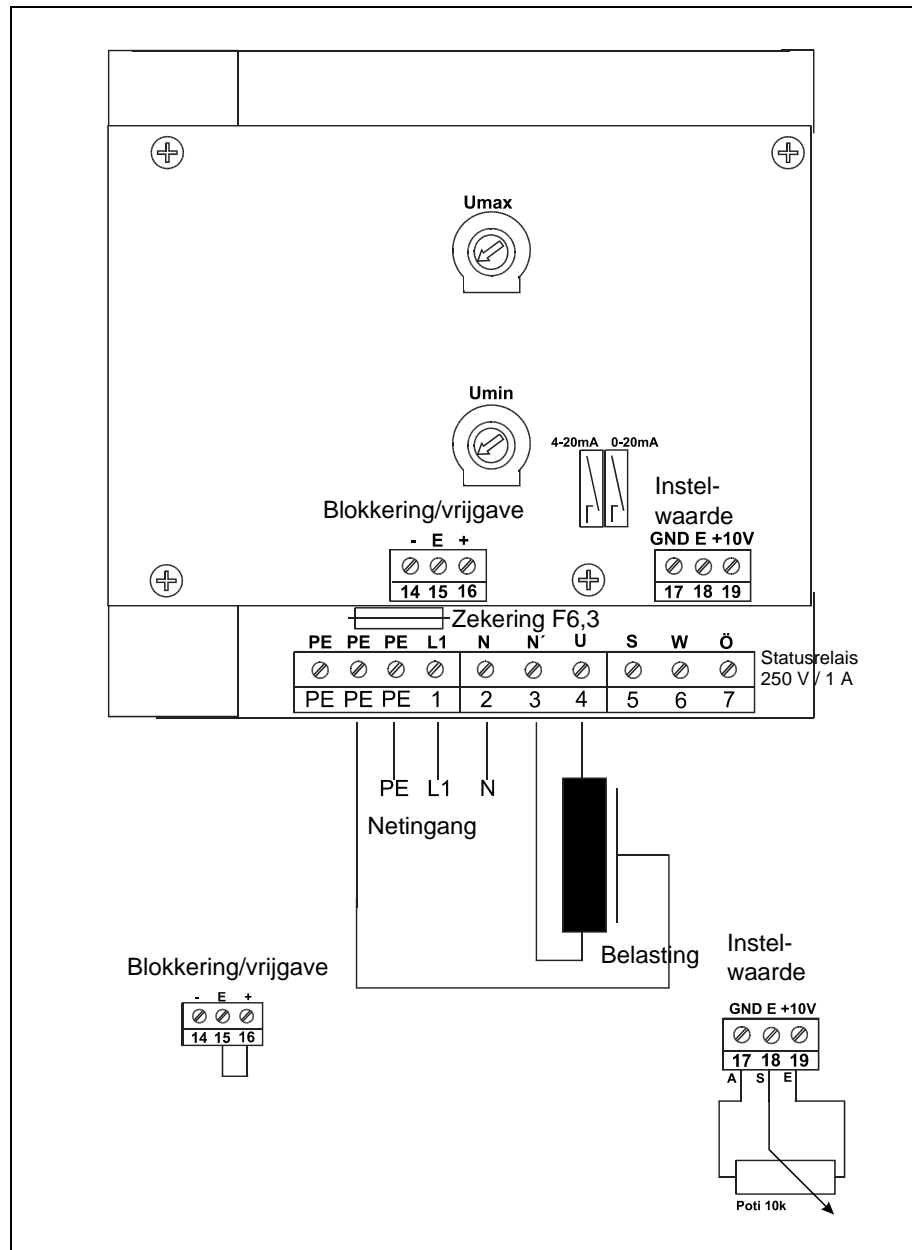 Umax
Umin
4-20mA 0-20mA
Blokkering/vrijgave
- E +
14 15 16
Instel-
waarde
GND E +10V
17 18 19
Zekering F6,3
PE PE PE L1 N N´ U S W Ö
PE PE PE 1 2 3 4 5 6 7
Statusrelais
250 V / 1 A
PE L1 N
Netingang
Belasting
Blokkering/vrijgave
- E +
14 15 16
Instel-
waarde
GND E +10V
17 18 19
A S E
Poti 10k